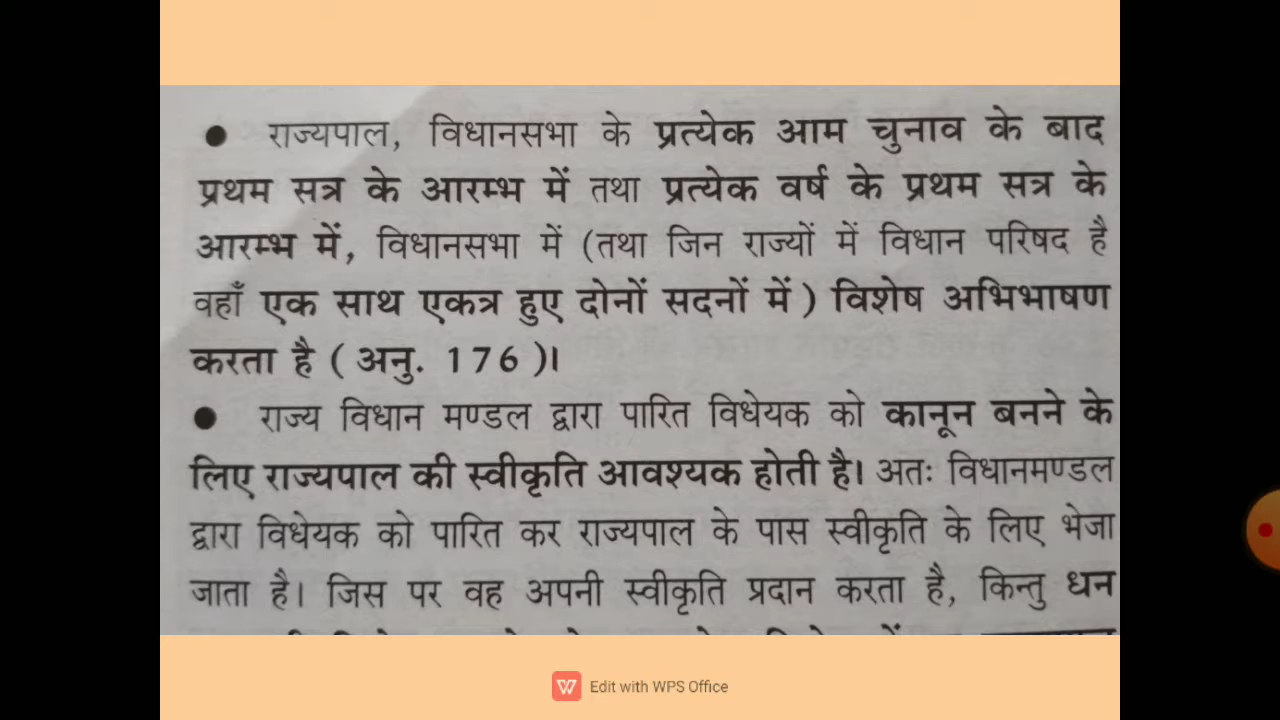 ● राज्यपाल, विधानसभा के प्रत्येक आम चुनाव के बाद
प्रथम सत्र के आरम्भ में तथा प्रत्येक वर्ष के प्रथम सत्र के
आरम्भ में, विधानसभा में (तथा जिन राज्यों में विधान परिषद है
वहाँ एक साथ एकत्र हुए दोनों सदनों में) विशेष अभिभाषण
करता है (अनु. 176)।
● राज्य विधान मण्डल द्वारा पारित विधेयक को कानून बनने के
लिए राज्यपाल की स्वीकृति आवश्यक होती है। अतः विधानमण्डल
द्वारा विधेयक को पारित कर राज्यपाल के पास स्वीकृति के लिए भेजा
जाता है। जिस पर वह अपनी स्वीकृति प्रदान करता है, किन्तु धन
Edit with WPS Office